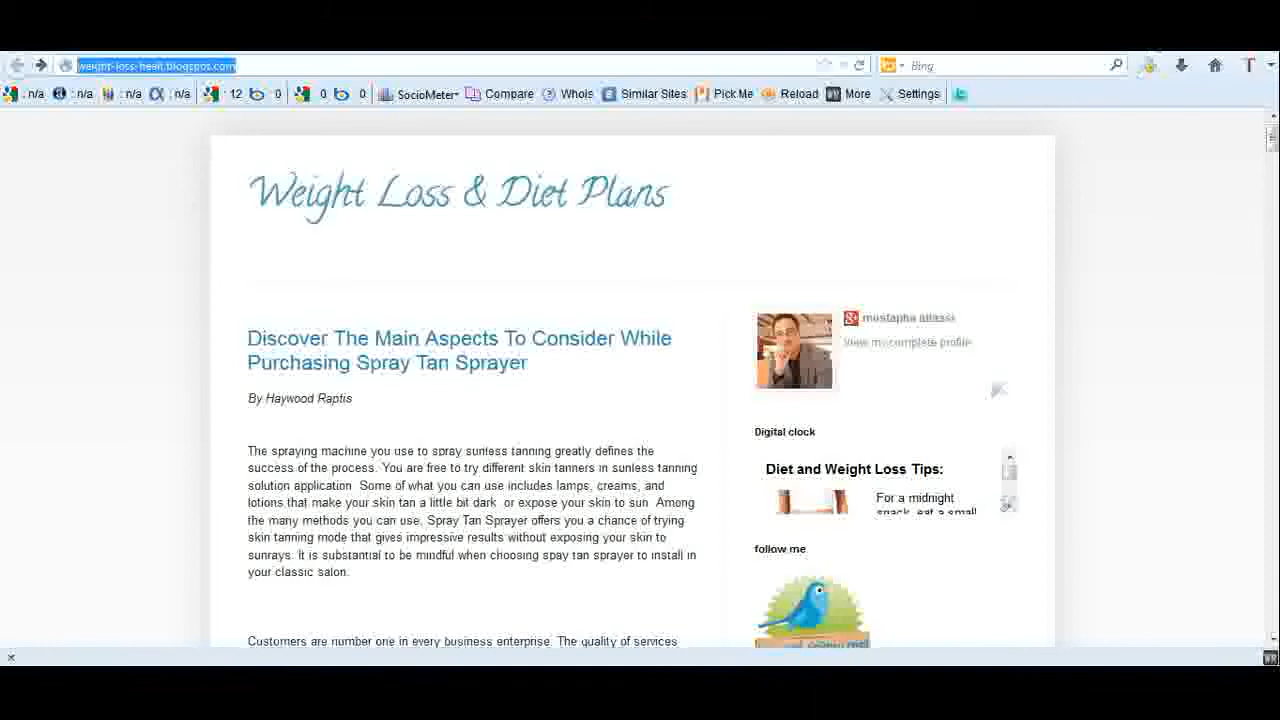 weight-loss-healt.blogspot.com
Bing
: n/a : n/a : n/a : n/a : 12 : 0 0 0 SocioMeter Compare Whois Similar Sites Pick Me Reload More Settings
Weight Loss & Diet Plans
Discover The Main Aspects To Consider While
Purchasing Spray Tan Sprayer
By Haywood Raptis
The spraying machine you use to spray sunless tanning greatly defines the
success of the process. You are free to try different skin tanners in sunless tanning
solution application. Some of what you can use includes lamps, creams, and
lotions that make your skin tan a little bit dark or expose your skin to sun. Among
the many methods you can use, Spray Tan Sprayer offers you a chance of trying
skin tanning mode that gives impressive results without exposing your skin to
sunrays. It is substantial to be mindful when choosing spay tan sprayer to install in
your classic salon.
Customers are number one in every business enterprise. The quality of services
mustapha
View my complete profile
Digital clock
Diet and Weight Loss Tips:
For a midnight
snack, eat a small
follow me